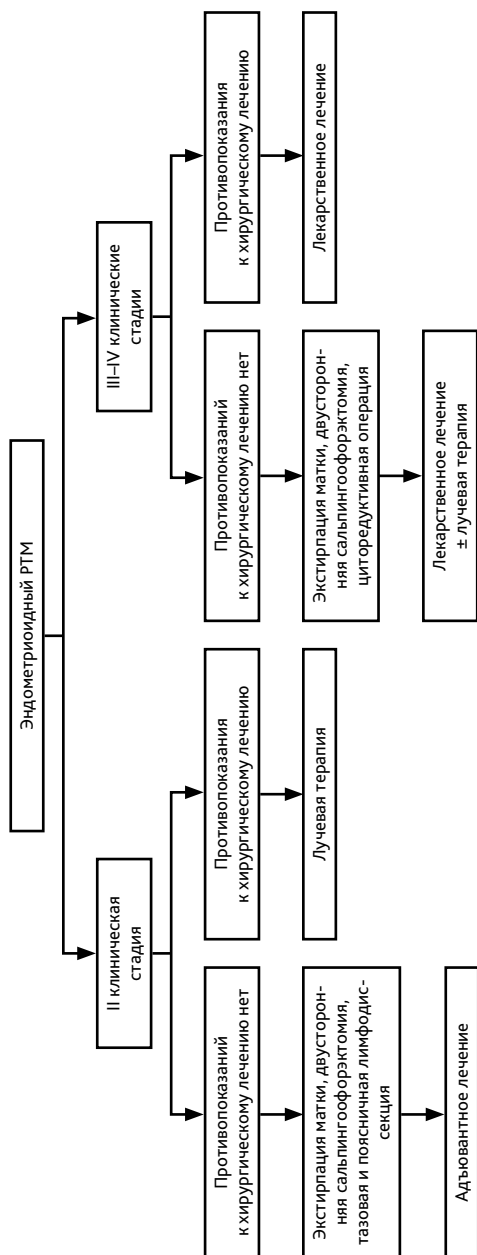 Эндометриоидный РТМ
II клиническая
стадия
III–IV клинические
стадии
Противопоказаний
к хирургическому лечению нет
Противопоказания
к хирургическому лечению
Противопоказаний
к хирургическому лечению нет
Противопоказания
к хирургическому лечению
Экстирпация матки, двусторон-
няя сальпингоофорэктомия,
тазовая и поясничная лимфодис-
секция
Лучевая терапия
Экстирпация матки, двусторон-
няя сальпингоофорэктомия,
циторедуктивная операция
Лекарственное лечение
Адъювантное лечение
Лекарственное лечение
± лучевая терапия